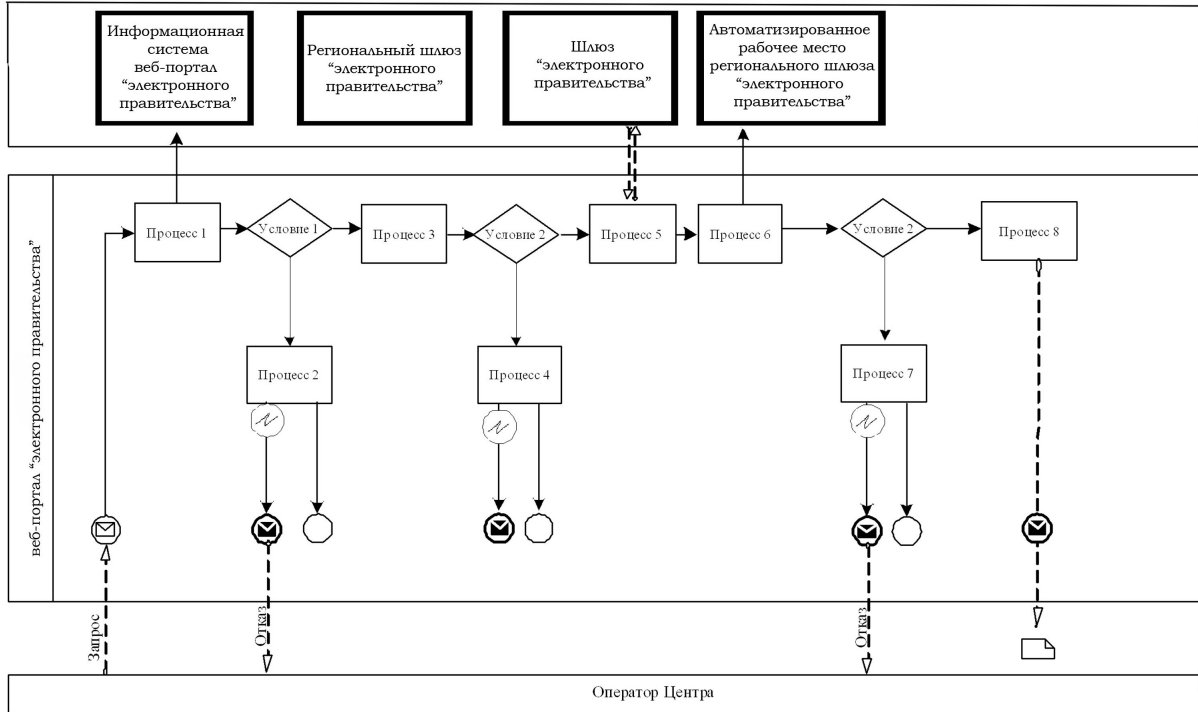 Информационная
система
веб-портал
“электронного
правительства”
Региональный шлюз
“электронного
правительства”
Шлюз
“электронного
правительства”
Автоматизированное
рабочее место
регионального шлюза
“электронного
правительства”
веб-портал “электронного правительства”
Процесс 1
Условие 1
Процесс 3
Условие 2
Процесс 5
Процесс 6
Условие 2
Процесс 8
Процесс 2
Процесс 4
Процесс 7
Запрос
Отказ
Отказ
Оператор Центра